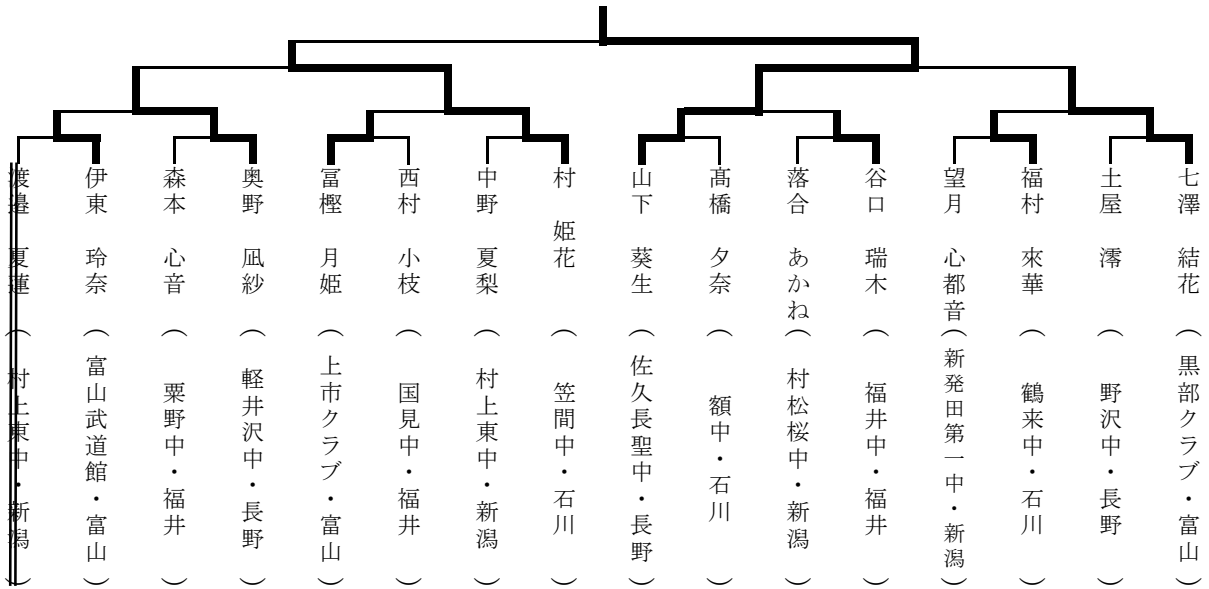 渡邉 夏蓮（村上東中・新潟）
伊東 玲奈（富山武道館・富山）
森本 心音（粟野中・福井）
奥野 凪紗（軽井沢中・長野）
冨樫 月姫（上市クラブ・富山）
西村 小枝（国見中・福井）
中野 夏梨（村上東中・新潟）
村 姫花（笠間中・石川）
山下 葵生（佐久長聖中・長野）
髙橋 夕奈（額中・石川）
落合 あかね（村松桜中・新潟）
谷口 瑞木（福井中・福井）
望月 心都音（新発田第一中・新潟）
福村 來華（鶴来中・石川）
土屋 澪（野沢中・長野）
七澤 結花（黒部クラブ・富山）